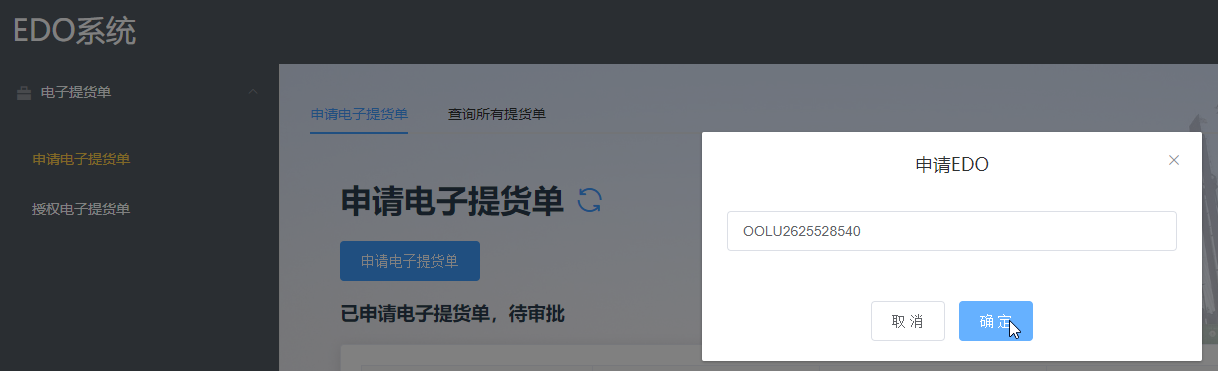 EDO系统
电子提货单
申请电子提货单
授权电子提货单
申请电子提货单
查询所有提货单
申请电子提货单
申请电子提货单
已申请电子提货单，待审批
申请EDO
OOLU2625528540
取 消
确 定